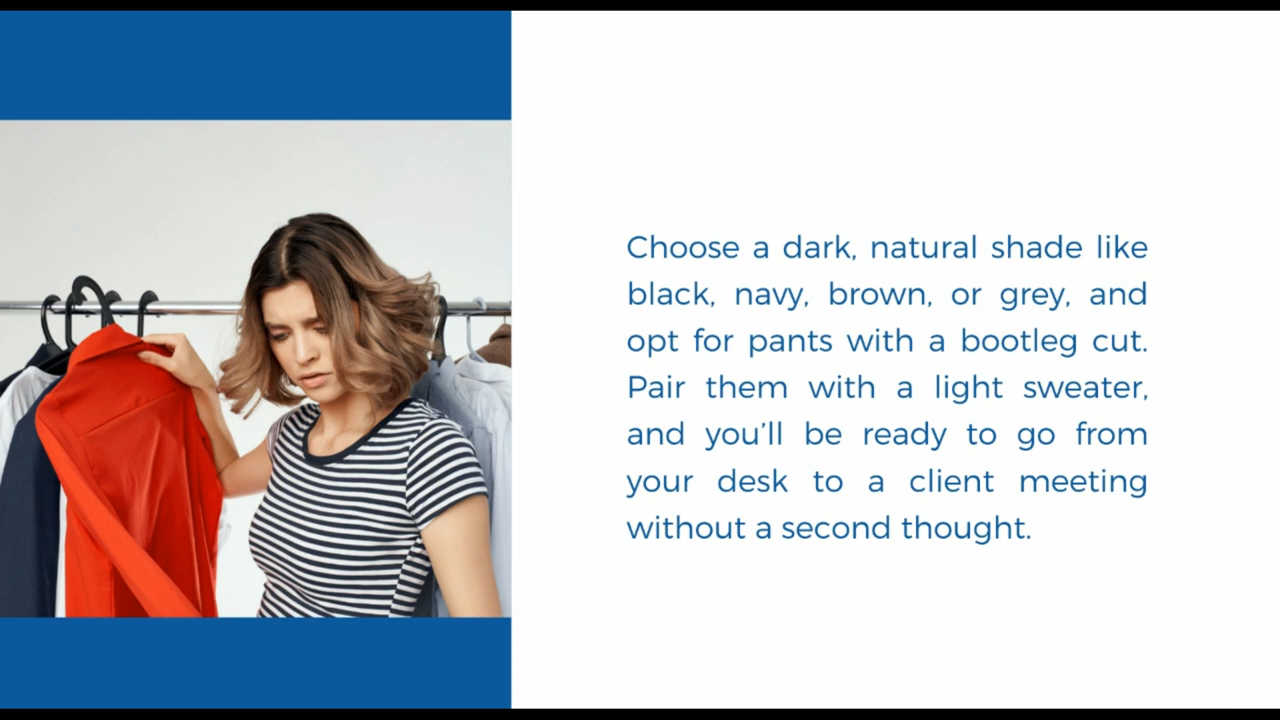 Choose a dark, natural shade like
black, navy, brown, or grey, and
opt for pants with a bootleg cut.
Pair them with a light sweater,
and you’ll be ready to go from
your desk to a client meeting
without a second thought.